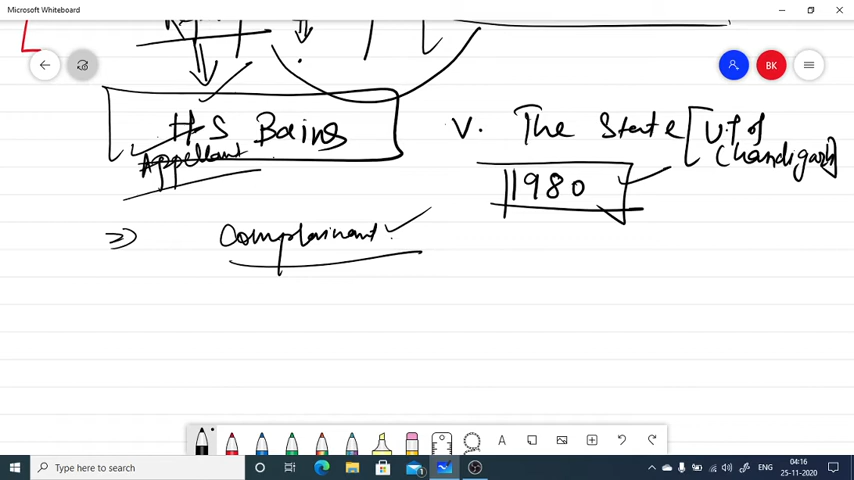 Microsoft Whiteboard
BK
H S Bains V. The State [U.T of
Chandigarh]
Appellant
1980
⇒ Complainant
Type here to search
ENG
04:16
25-11-2020